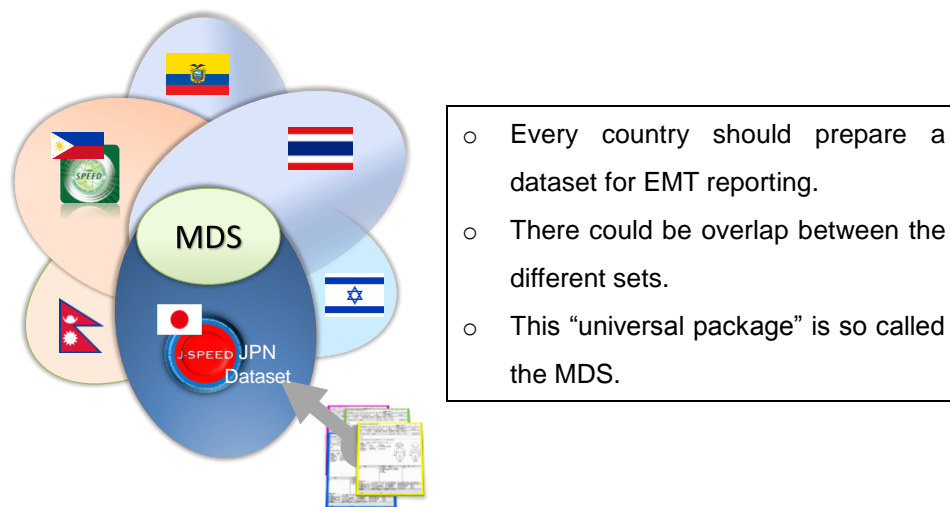 SPEED
MDS
J-SPEED JPN
Dataset
o Every country should prepare a
dataset for EMT reporting.
o There could be overlap between the
different sets.
o This “universal package” is so called
the MDS.